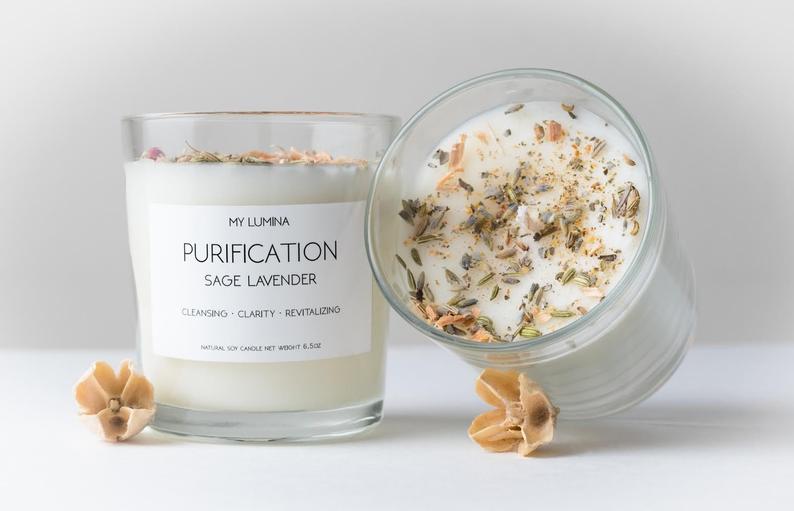 MY LUMINA
PURIFICATION
SAGE LAVENDER
CLEANSING · CLARITY · REVITALIZING
NATURAL SOY CANDLE NET WEIGHT 6,5OZ